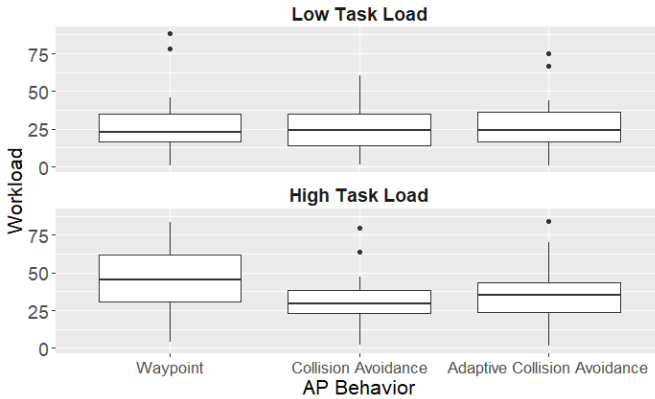 Low Task Load
75
50
25
0
High Task Load
75
50
25
0
Workload
Waypoint
Collision Avoidance
Adaptive Collision Avoidance
AP Behavior